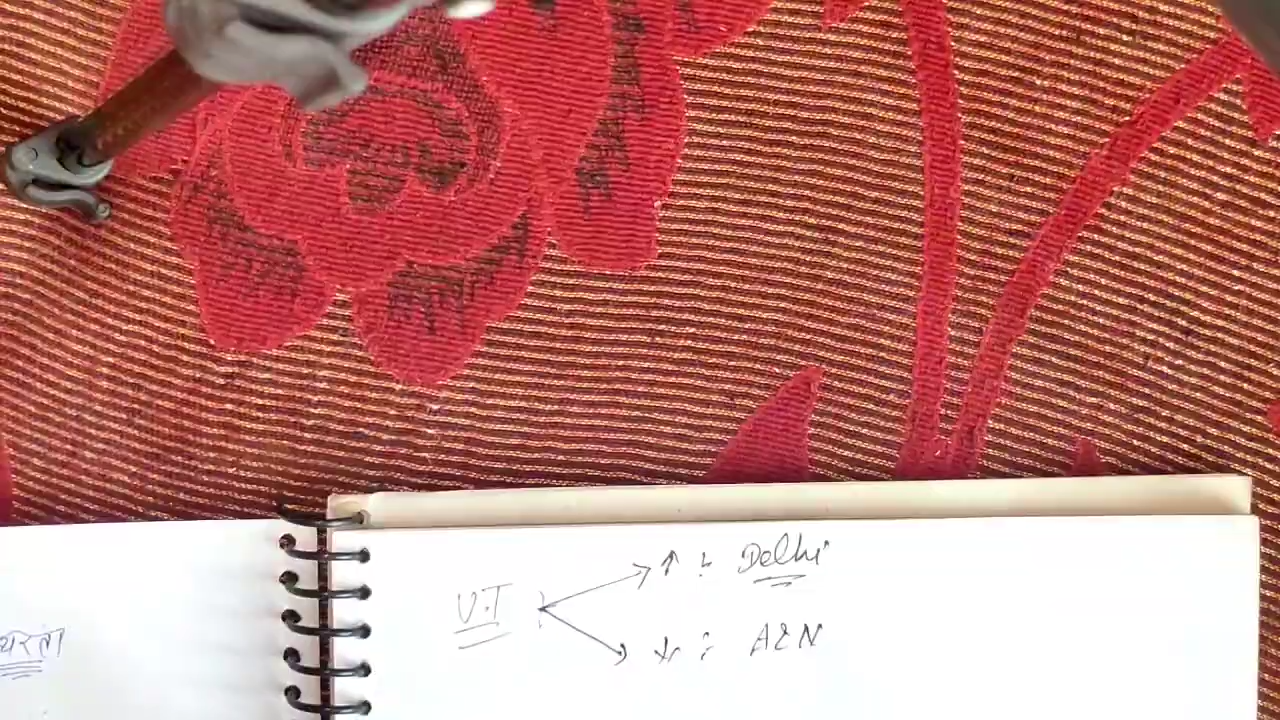 ↑ : Delhi
U.T
↓ : A&N